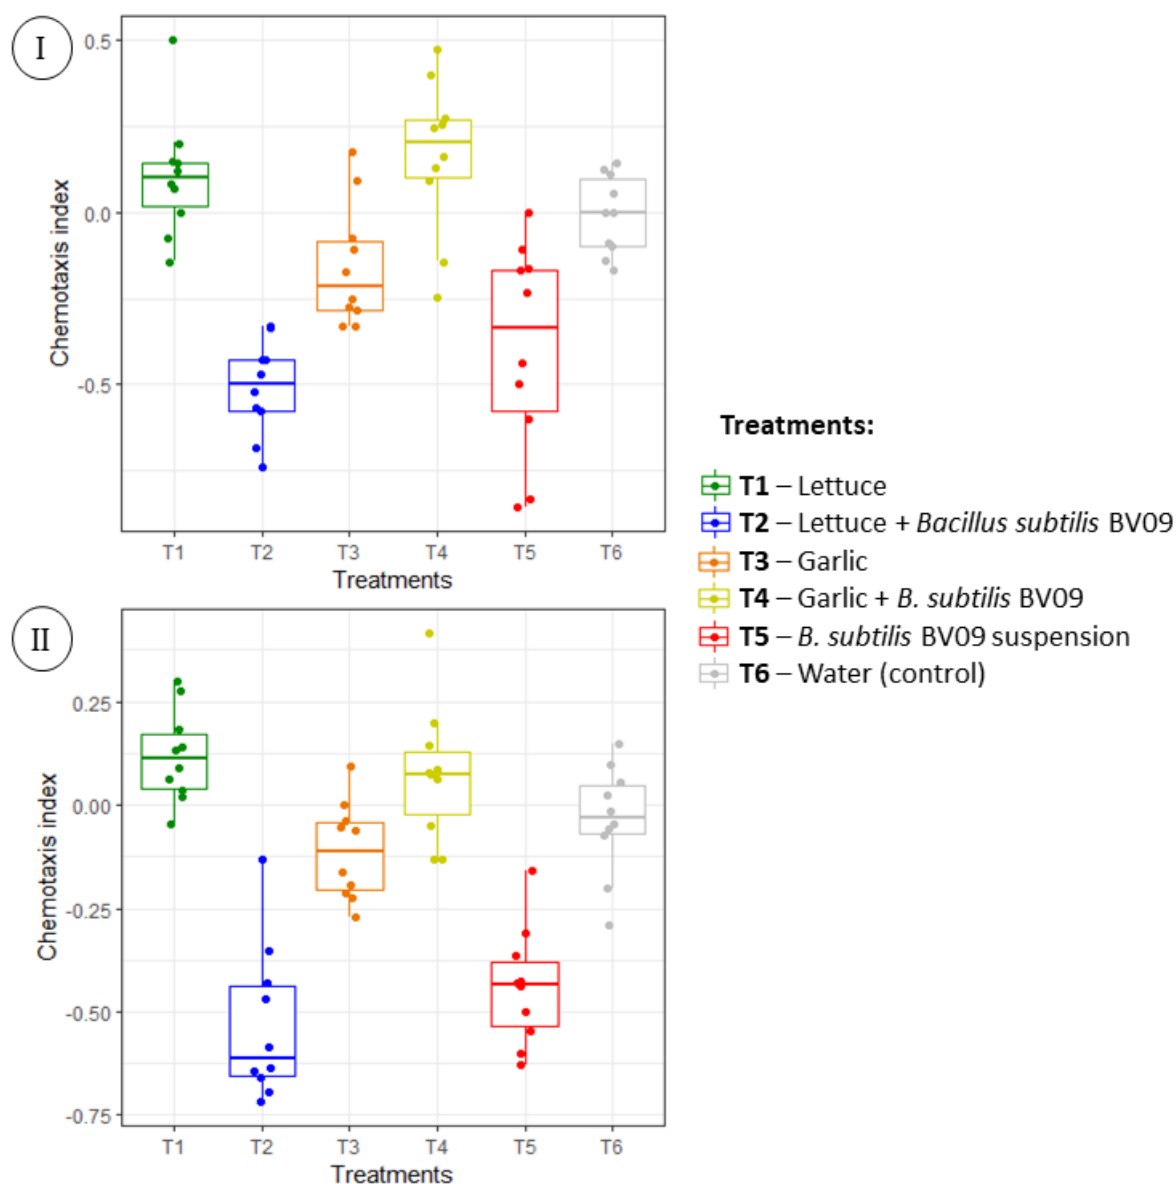 I
0.5
0.0
-0.5
Chemotaxis index
T1 T2 T3 T4 T5 T6
Treatments
II
0.25
0.00
-0.25
-0.50
-0.75
Chemotaxis index
T1 T2 T3 T4 T5 T6
Treatments
Treatments:
T1 – Lettuce
T2 – Lettuce + Bacillus subtilis BV09
T3 – Garlic
T4 – Garlic + B. subtilis BV09
T5 – B. subtilis BV09 suspension
T6 – Water (control)